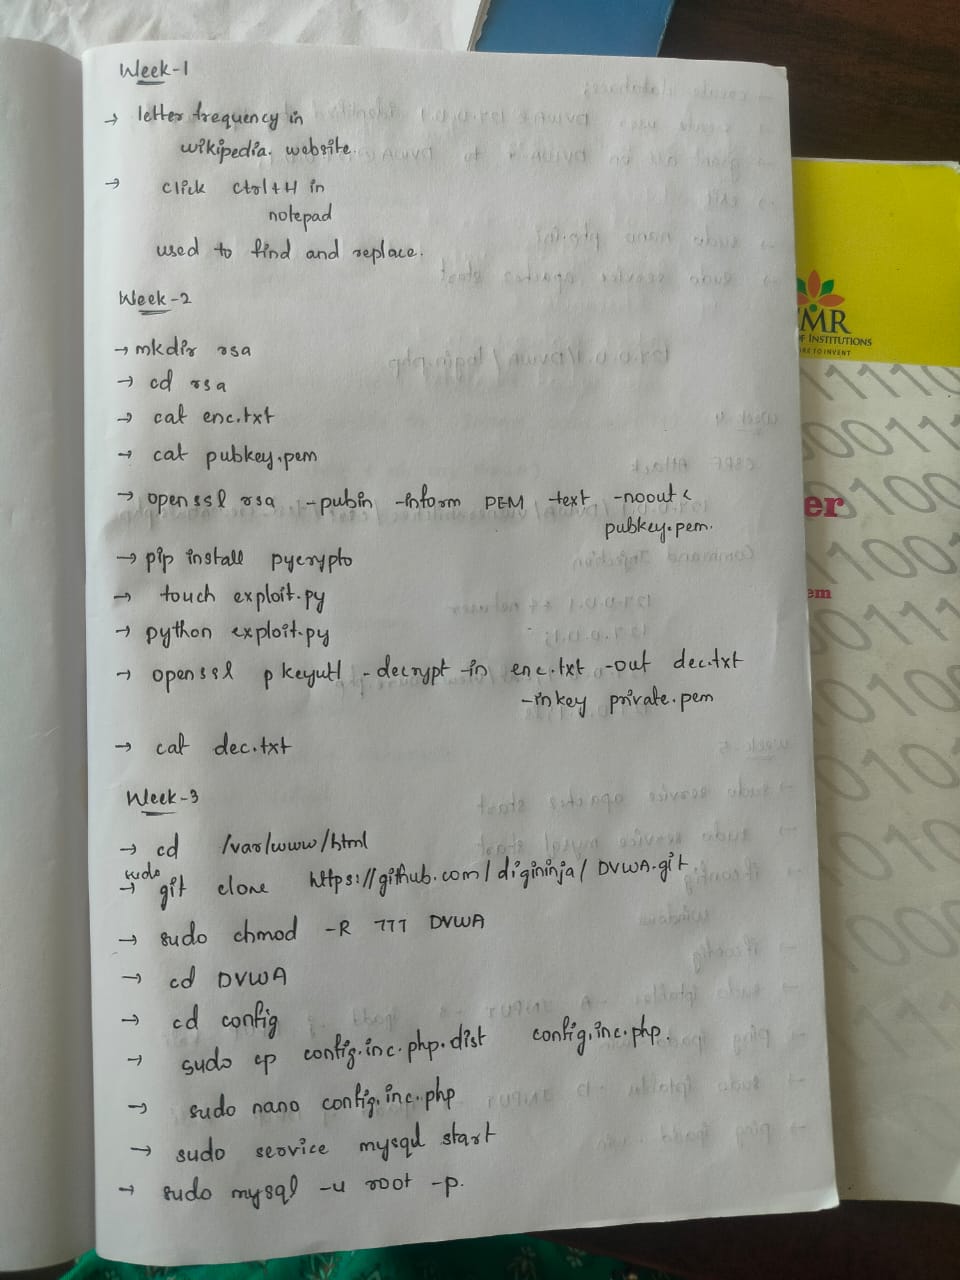 Week-1
→ letter frequency in
wikipedia. website.
→ click ctrl+H in
notepad
used to find and replace.
Week-2
→ mkdir rsa
→ cd rsa
→ cat enc.txt
→ cat pubkey.pem
→ openssl rsa -pubin -inform PEM -text -noout <
pubkey.pem.
→ pip install pycrypto
→ touch exploit.py
→ python exploit.py
→ openssl pkeyutl -decrypt -in enc.txt -out dec.txt
-inkey private.pem
→ cat dec.txt
Week-3
→ cd /var/www/html
sudo
→ git clone https://github.com/digininja/DVWA.git
→ sudo chmod -R 777 DVWA
→ cd DVWA
→ cd config
→ sudo cp config.inc.php.dist config.inc.php.
→ sudo nano config.inc.php
→ sudo service mysql start
→ sudo mysql -u root -p.
MR
OF INSTITUTIONS
TO INVENT
er
em